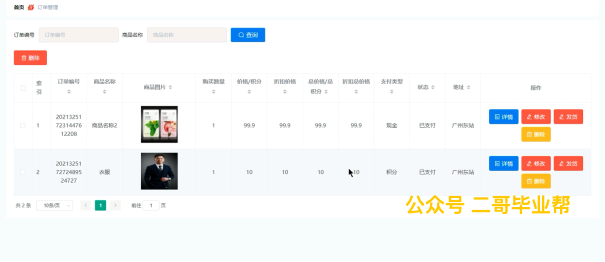 首页 订单管理
订单编号 订单编号 商品名称 商品名称 查询
删除
索引 订单编号 商品名称 商品图片 购买数量 价格/积分 折扣价格 总价格/总积分 折扣总价格 支付类型 状态 地址 操作
1 20213251723144761 2208 商品名称2 1 99.9 99.9 99.9 99.9 现金 已支付 广州东站 详情 修改 发货
删除
2 202132517272489524727 衣服 1 10 10 10 10 积分 已支付 广州东站 详情 修改 发货
删除
共 2 条 10条/页 1 前往 1 页
公众号 二哥毕业帮